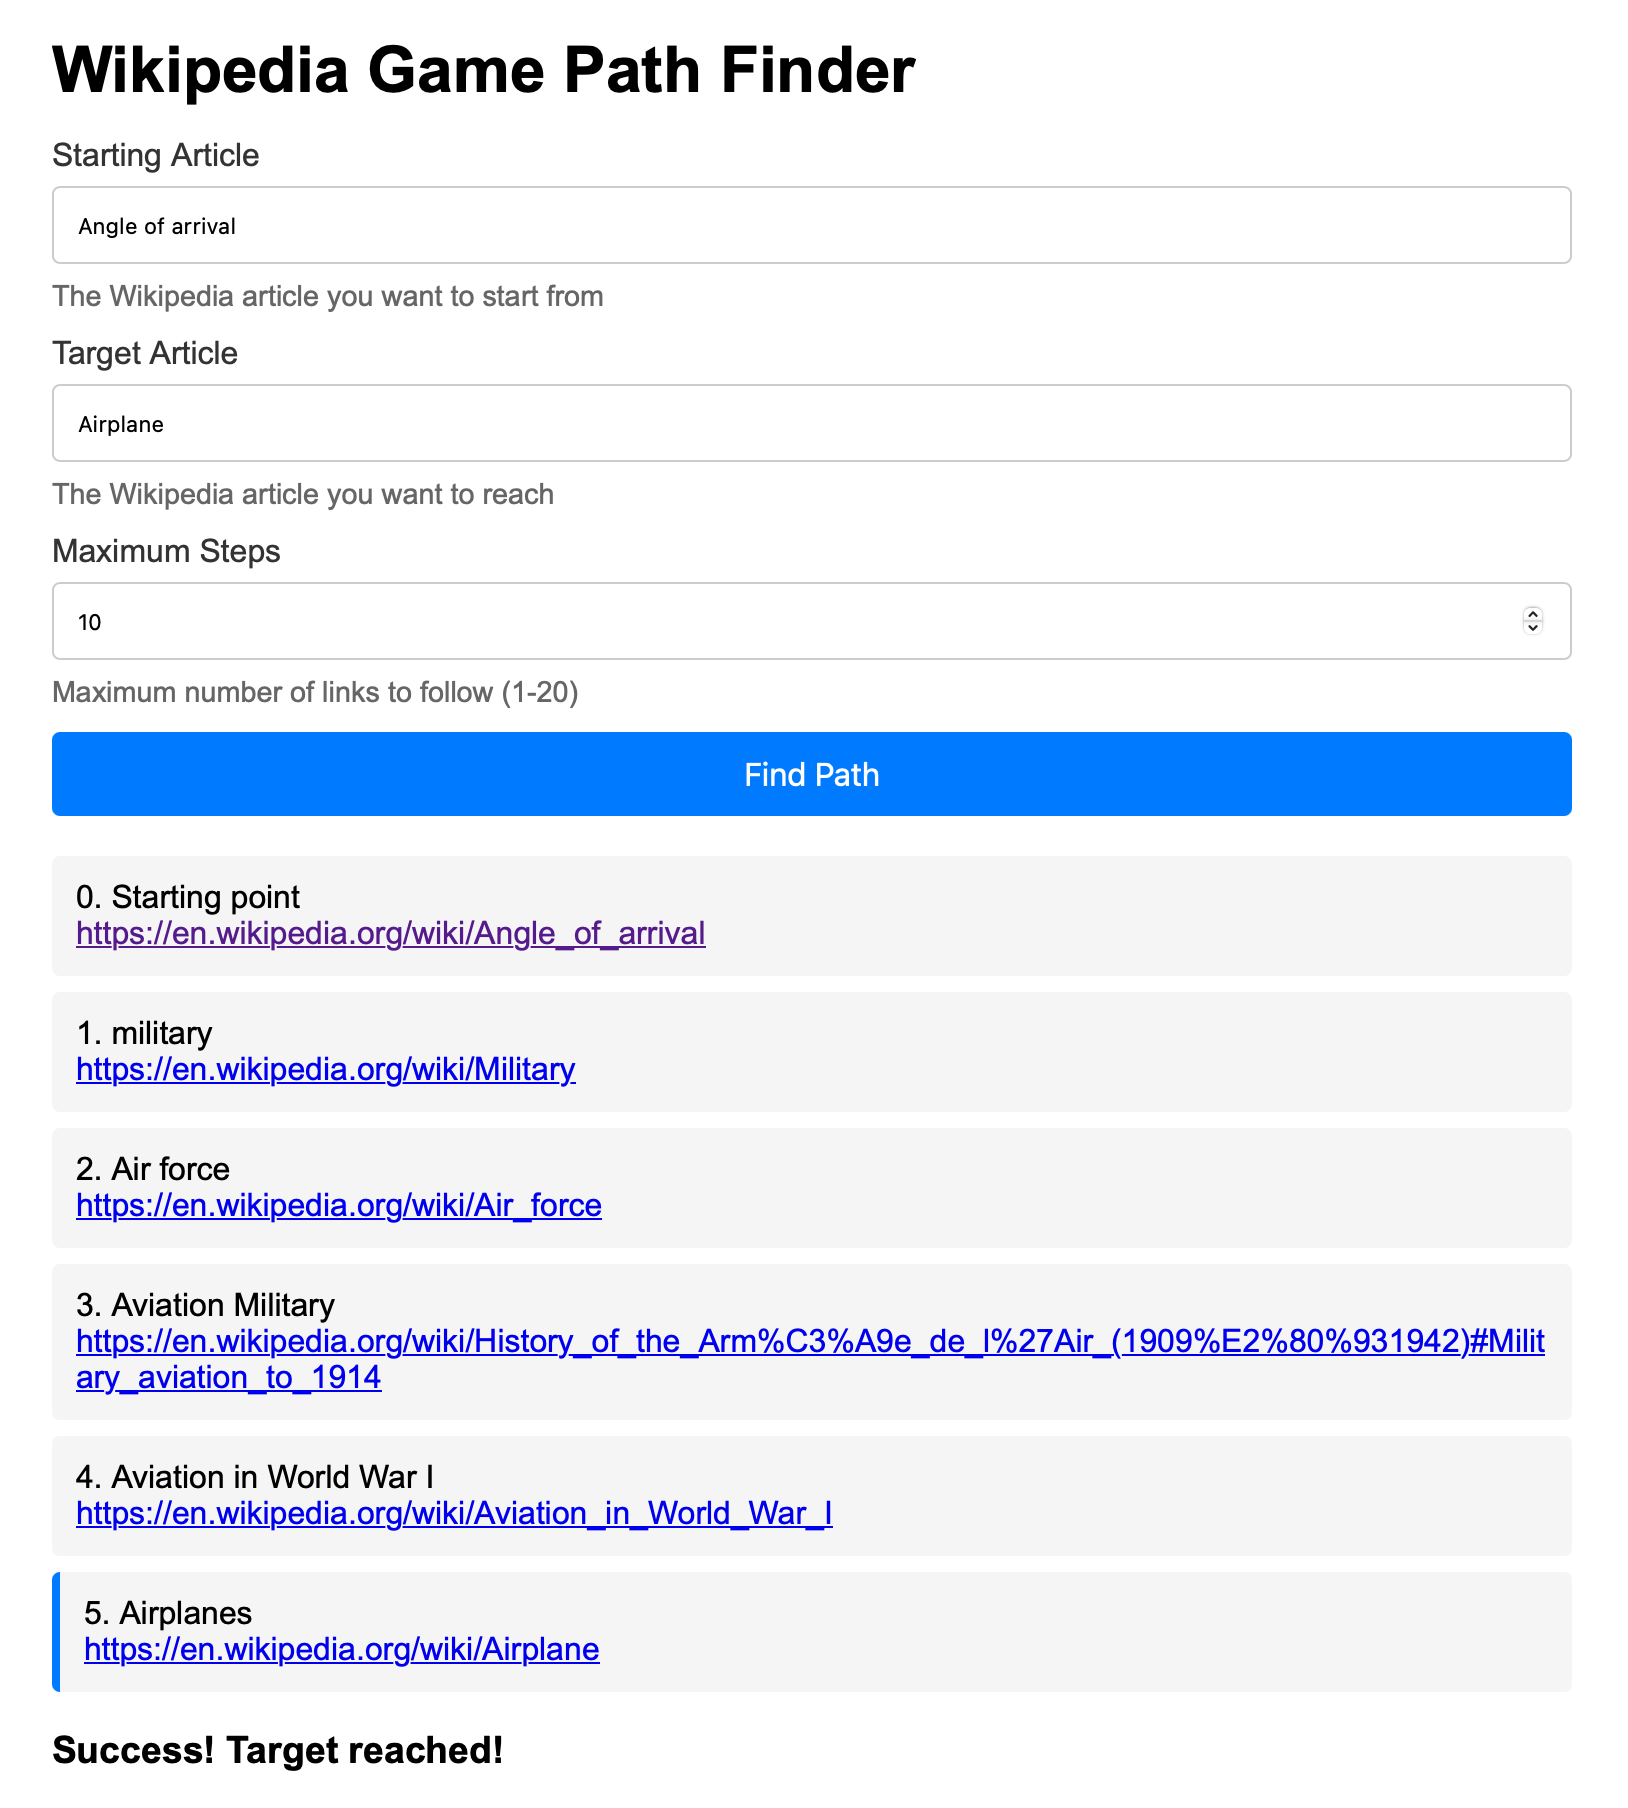 Wikipedia Game Path Finder
Starting Article
Angle of arrival
The Wikipedia article you want to start from
Target Article
Airplane
The Wikipedia article you want to reach
Maximum Steps
10
Maximum number of links to follow (1-20)
Find Path
0. Starting point
https://en.wikipedia.org/wiki/Angle_of_arrival
1. military
https://en.wikipedia.org/wiki/Military
2. Air force
https://en.wikipedia.org/wiki/Air_force
3. Aviation Military
https://en.wikipedia.org/wiki/History_of_the_Arm%C3%A9e_de_l%27Air_(1909%E2%80%931942)#Milit
ary_aviation_to_1914
4. Aviation in World War I
https://en.wikipedia.org/wiki/Aviation_in_World_War_I
5. Airplanes
https://en.wikipedia.org/wiki/Airplane
Success! Target reached!